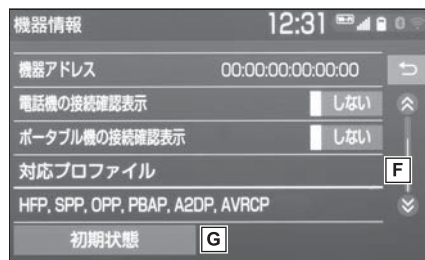 機器情報 12:31
機器アドレス 00:00:00:00:00:00
電話機の接続確認表示 しない
ポータブル機の接続確認表示 しない
対応プロファイル
F
HFP, SPP, OPP, PBAP, A2DP, AVRCP
初期状態 G